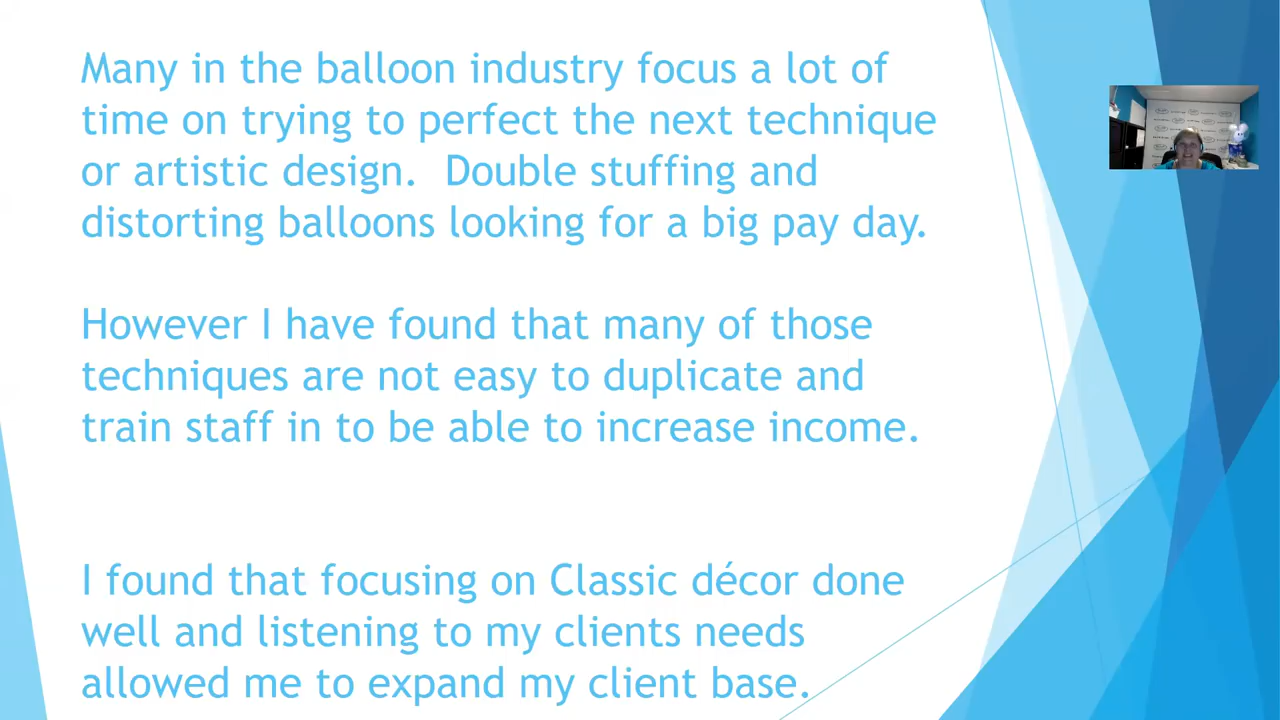 Many in the balloon industry focus a lot of
time on trying to perfect the next technique
or artistic design.  Double stuffing and
distorting balloons looking for a big pay day.
However I have found that many of those
techniques are not easy to duplicate and
train staff in to be able to increase income.
I found that focusing on Classic décor done
well and listening to my clients needs
allowed me to expand my client base.